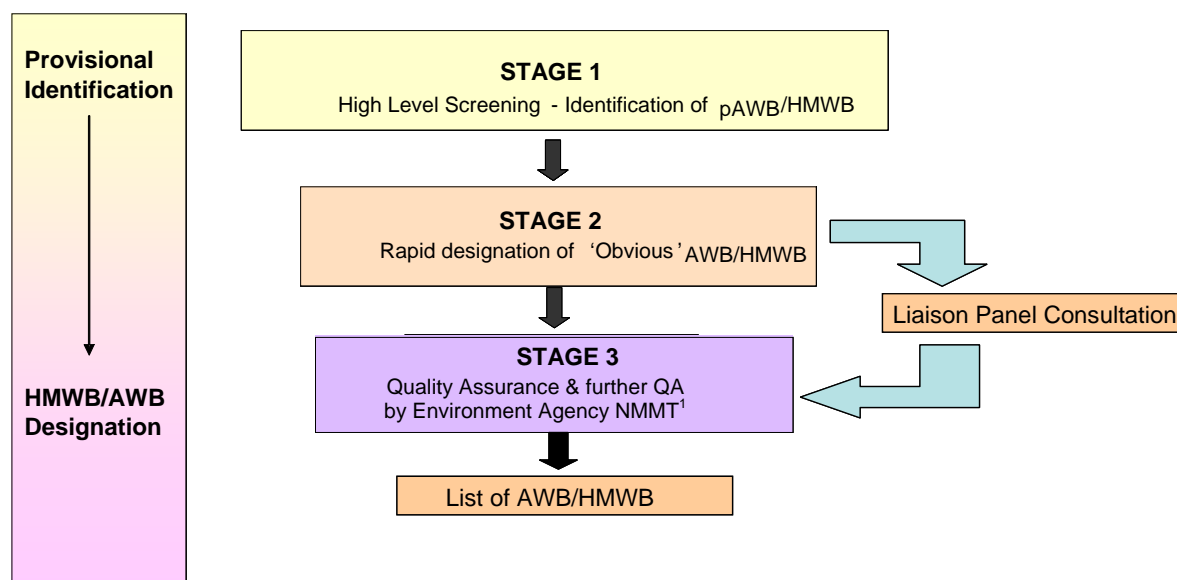 Provisional
Identification
HMWB/AWB
Designation
STAGE 1
High Level Screening - Identification of pAWB/HMWB
STAGE 2
Rapid designation of ‘Obvious’ AWB/HMWB
Liaison Panel Consultation
STAGE 3
Quality Assurance & further QA
by Environment Agency NMMT¹
List of AWB/HMWB